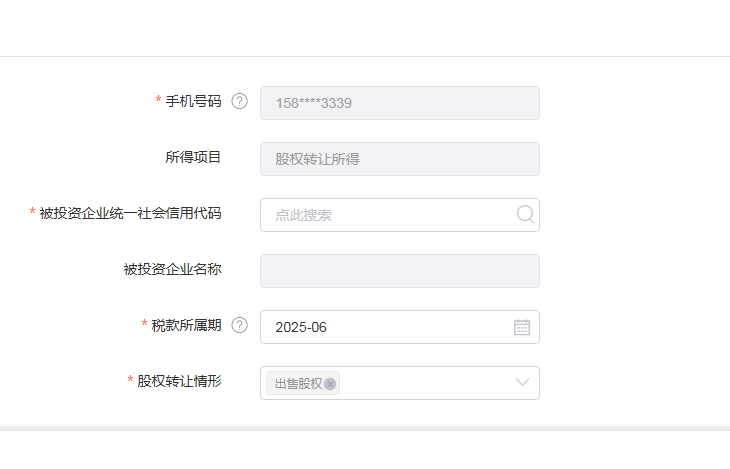 * 手机号码 ? 158****3339
所得项目 股权转让所得
* 被投资企业统一社会信用代码 点此搜索
被投资企业名称
* 税款所属期 ? 2025-06
* 股权转让情形 出售股权